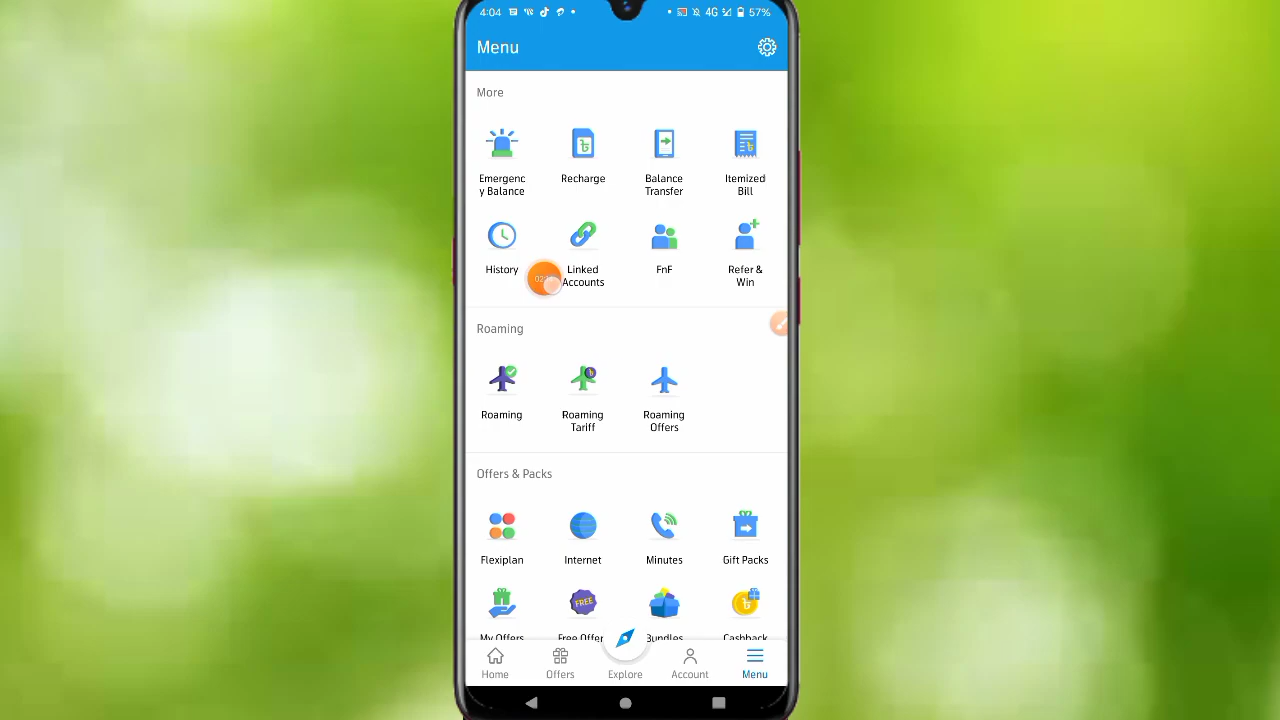 4:04 4G 57%
Menu
More
Emergenc
y Balance
Recharge
Balance
Transfer
Itemized
Bill
History
Linked
Accounts
FnF
Refer &
Win
Roaming
Roaming
Roaming
Tariff
Roaming
Offers
Offers & Packs
Flexiplan
Internet
Minutes
Gift Packs
FREE
My Offers
Free Offer
Bundles
Cashback
Home
Offers
Explore
Account
Menu